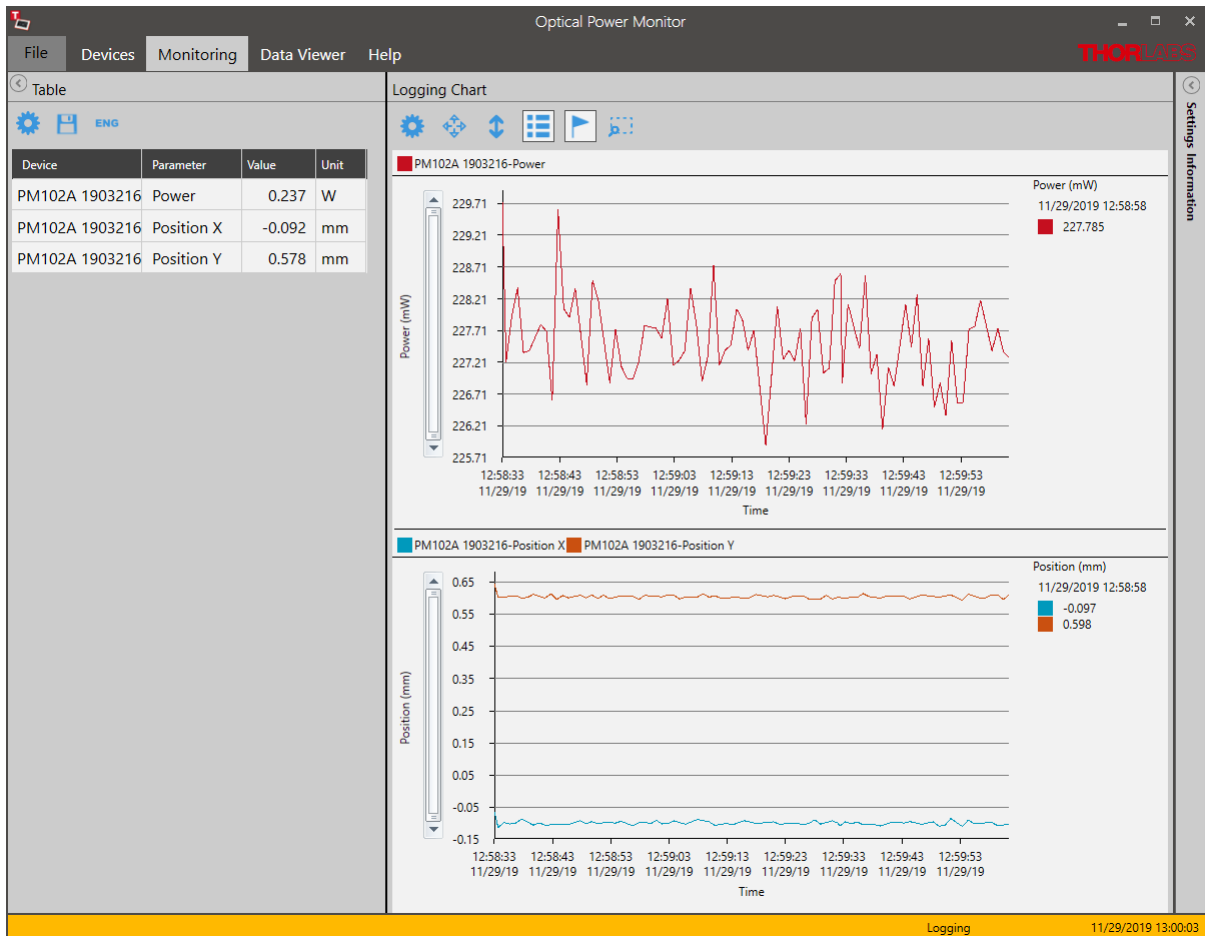 Optical Power Monitor
File Devices Monitoring Data Viewer Help
THORLABS
Table
ENG
Device Parameter Value Unit
PM102A 1903216 Power 0.237 W
PM102A 1903216 Position X -0.092 mm
PM102A 1903216 Position Y 0.578 mm
Logging Chart
PM102A 1903216-Power
Power (mW)
229.71
229.21
228.71
228.21
227.71
227.21
226.71
226.21
225.71
12:58:33 12:58:43 12:58:53 12:59:03 12:59:13 12:59:23 12:59:33 12:59:43 12:59:53
11/29/19 11/29/19 11/29/19 11/29/19 11/29/19 11/29/19 11/29/19 11/29/19 11/29/19
Time
Power (mW)
11/29/2019 12:58:58
227.785
PM102A 1903216-Position X PM102A 1903216-Position Y
Position (mm)
0.65
0.55
0.45
0.35
0.25
0.15
0.05
-0.05
-0.15
12:58:33 12:58:43 12:58:53 12:59:03 12:59:13 12:59:23 12:59:33 12:59:43 12:59:53
11/29/19 11/29/19 11/29/19 11/29/19 11/29/19 11/29/19 11/29/19 11/29/19 11/29/19
Time
Position (mm)
11/29/2019 12:58:58
-0.097
0.598
Settings Information
Logging 11/29/2019 13:00:03